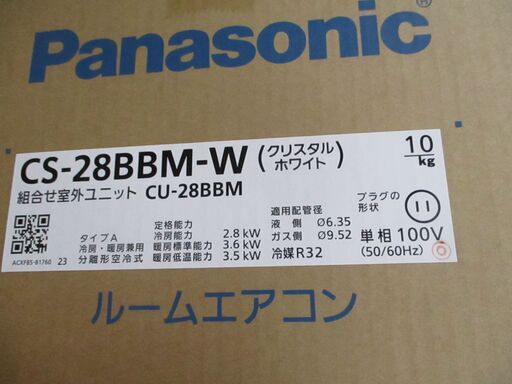 Panasonic®
CS-28BBM-W (クリスタル ホワイト) 10 kg
組合せ室外ユニット CU-28BBM
タイプA
冷房・暖房兼用
分離形空冷式
定格能力
冷房能力 2.8 kW
暖房標準能力 3.6 kW
暖房低温能力 3.5 kW
適用配管径
液 側 Ø6.35
ガス側 Ø9.52
冷媒R32
プラグの
形状
単相 100V
(50/60Hz)
ACXF85-81760 23
ルームエアコン